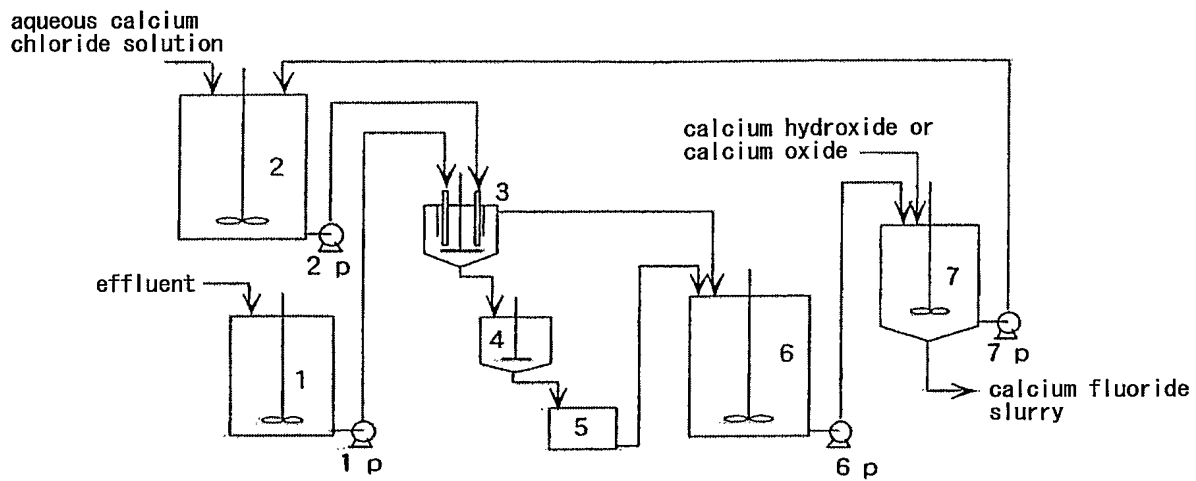 aqueous calcium
chloride solution
calcium hydroxide or
calcium oxide
2
3
2 p
effluent
7
4
6
1
7 p
calcium fluoride
slurry
5
1 p
6 p